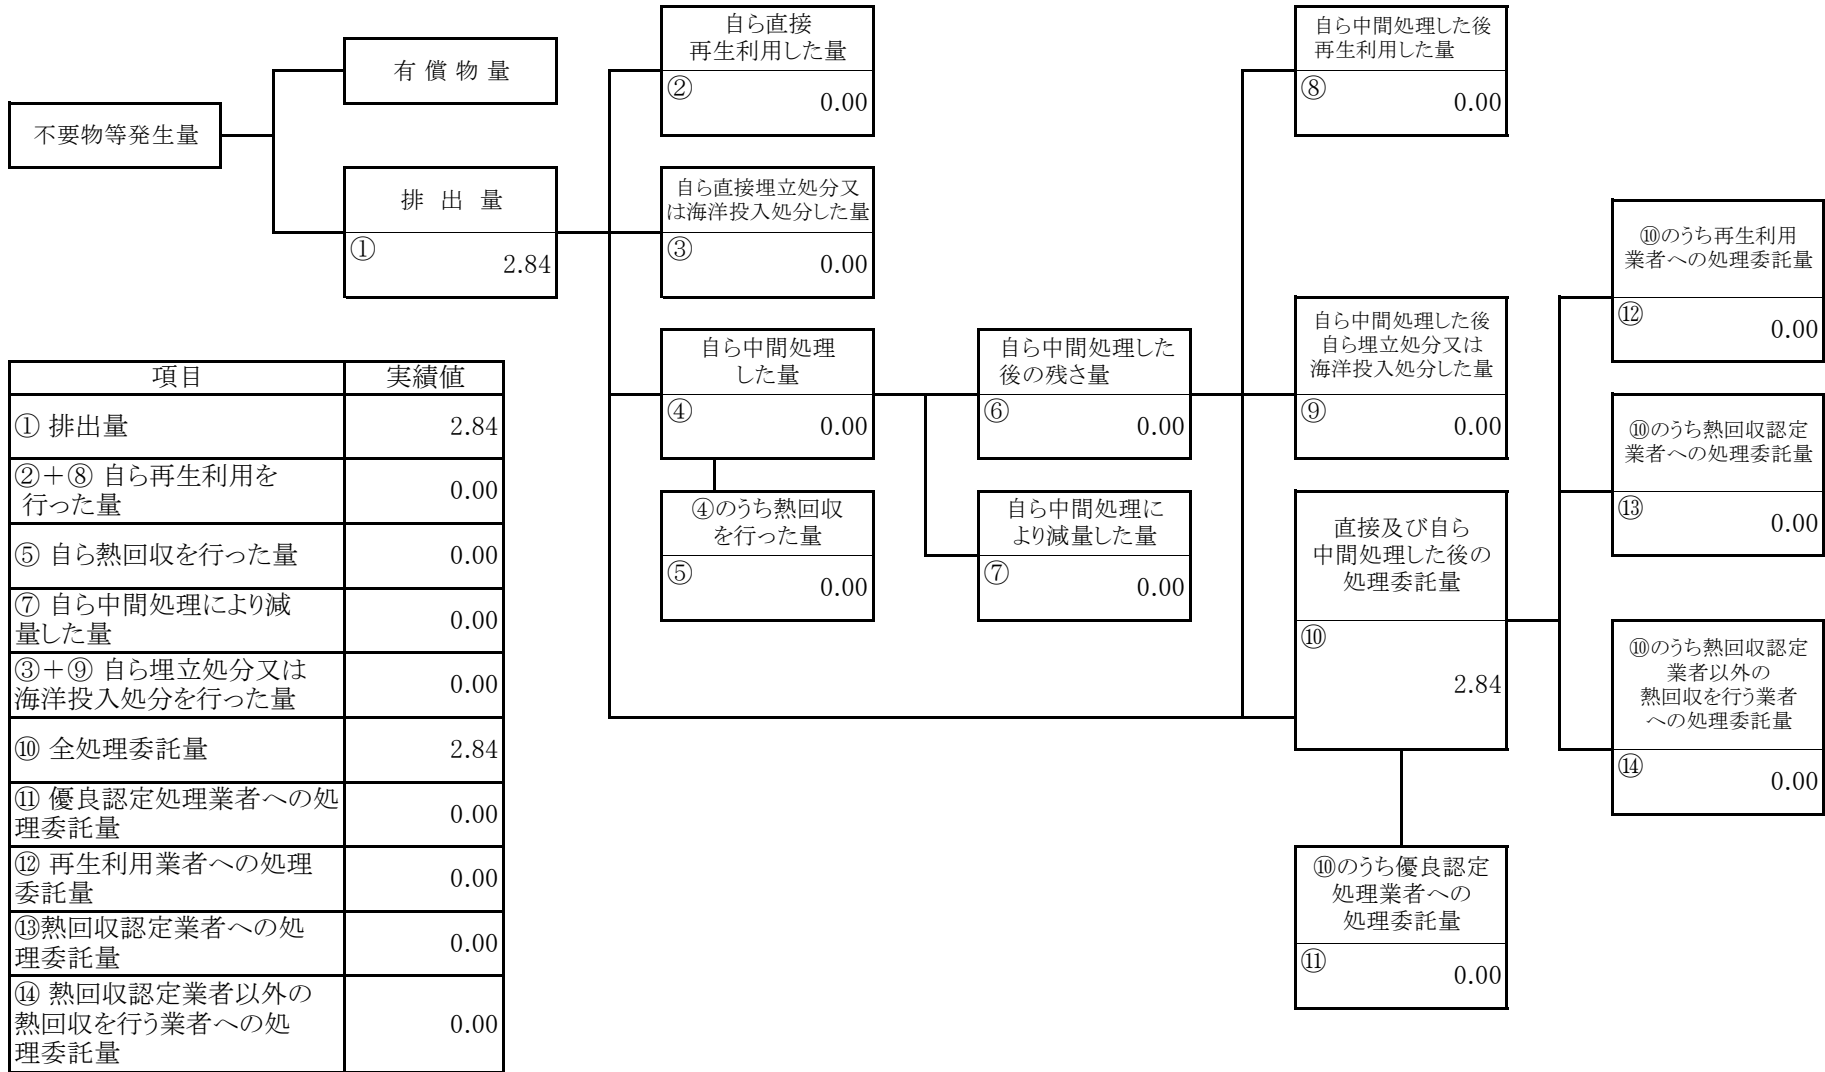 不要物等発生量
有 償 物 量
排 出 量
①
2.84
自ら直接
再生利用した量
②
0.00
自ら直接埋立処分又
は海洋投入処分した量
③
0.00
自ら中間処理
した量
④
0.00
④のうち熱回収
を行った量
⑤
0.00
自ら中間処理した
後の残さ量
⑥
0.00
自ら中間処理に
より減量した量
⑦
0.00
自ら中間処理した後
再生利用した量
⑧
0.00
自ら中間処理した後
自ら埋立処分又は
海洋投入処分した量
⑨
0.00
直接及び自ら
中間処理した後の
処理委託量
⑩
2.84
⑩のうち優良認定
処理業者への
処理委託量
⑪
0.00
⑩のうち再生利用
業者への処理委託量
⑫
0.00
⑩のうち熱回収認定
業者への処理委託量
⑬
0.00
⑩のうち熱回収認定
業者以外の
熱回収を行う業者
への処理委託量
⑭
0.00
項目 実績値
① 排出量 2.84
②+⑧ 自ら再生利用を
行った量 0.00
⑤ 自ら熱回収を行った量 0.00
⑦ 自ら中間処理により減
量した量 0.00
③+⑨ 自ら埋立処分又は
海洋投入処分を行った量 0.00
⑩ 全処理委託量 2.84
⑪ 優良認定処理業者への処
理委託量 0.00
⑫ 再生利用業者への処理
委託量 0.00
⑬熱回収認定業者への処
理委託量 0.00
⑭ 熱回収認定業者以外の
熱回収を行う業者への処
理委託量 0.00